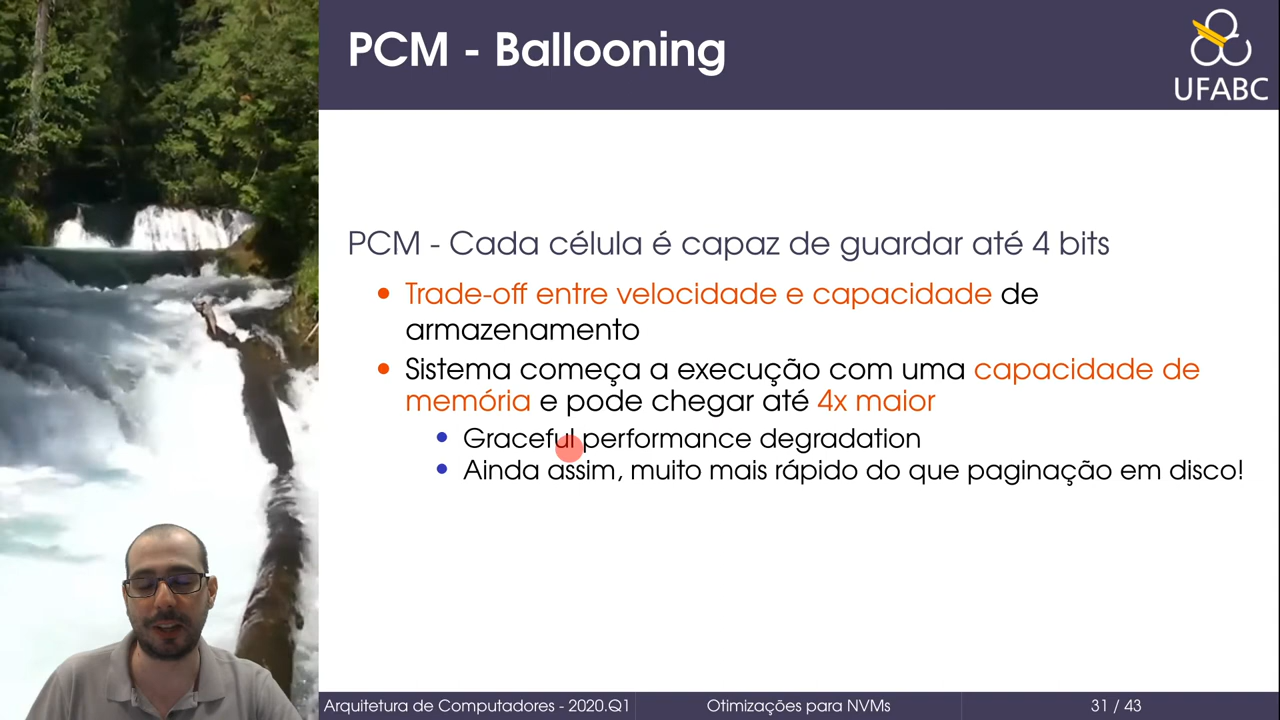 PCM - Ballooning
UFABC
PCM - Cada célula é capaz de guardar até 4 bits
Trade-off entre velocidade e capacidade de
armazenamento
Sistema começa a execução com uma capacidade de
memória e pode chegar até 4x maior
Graceful performance degradation
Ainda assim, muito mais rápido do que paginação em disco!
Arquitetura de Computadores - 2020.Q1
Otimizações para NVMs
31 / 43